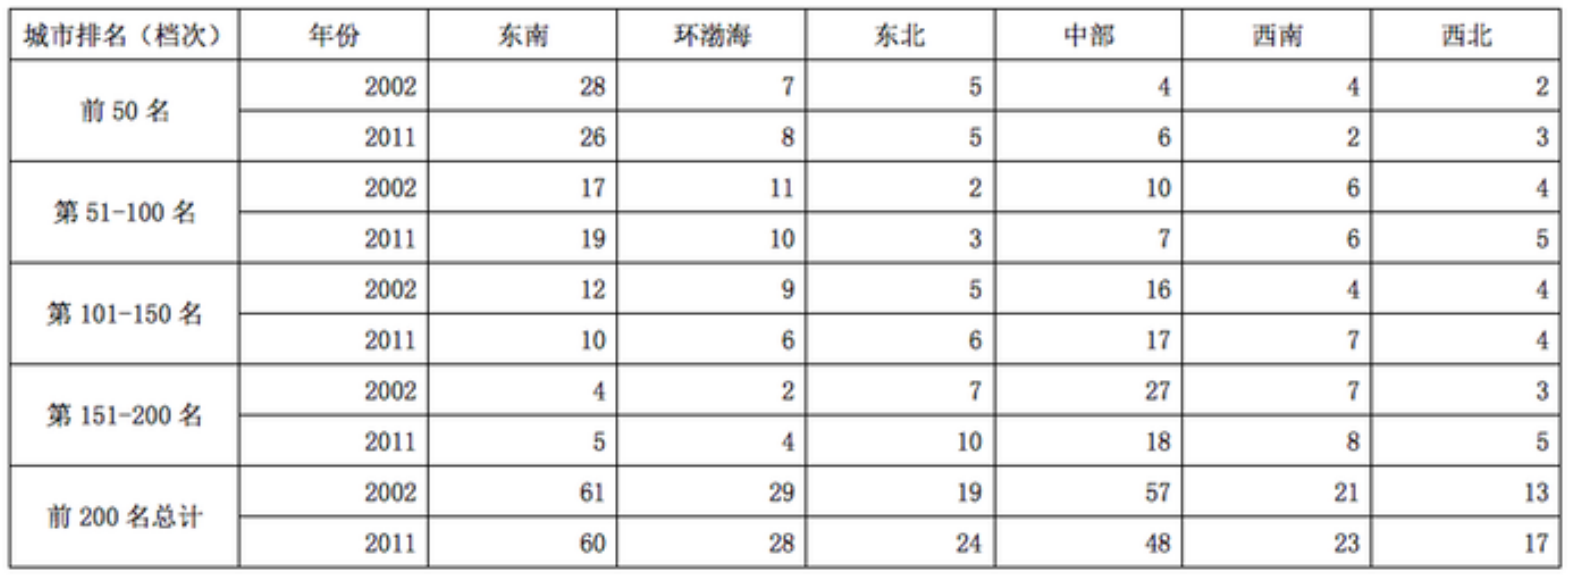 城市排名（档次） 年份 东南 环渤海 东北 中部 西南 西北
前 50 名 2002 28 7 5 4 4 2
2011 26 8 5 6 2 3
第 51-100 名 2002 17 11 2 10 6 4
2011 19 10 3 7 6 5
第 101-150 名 2002 12 9 5 16 4 4
2011 10 6 6 17 7 4
第 151-200 名 2002 4 2 7 27 7 3
2011 5 4 10 18 8 5
前 200 名总计 2002 61 29 19 57 21 13
2011 60 28 24 48 23 17